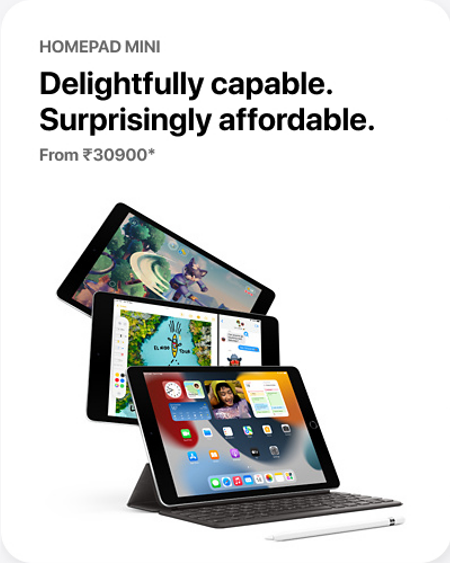 HOMEPAD MINI
Delightfully capable.
Surprisingly affordable.
From ₹30900*